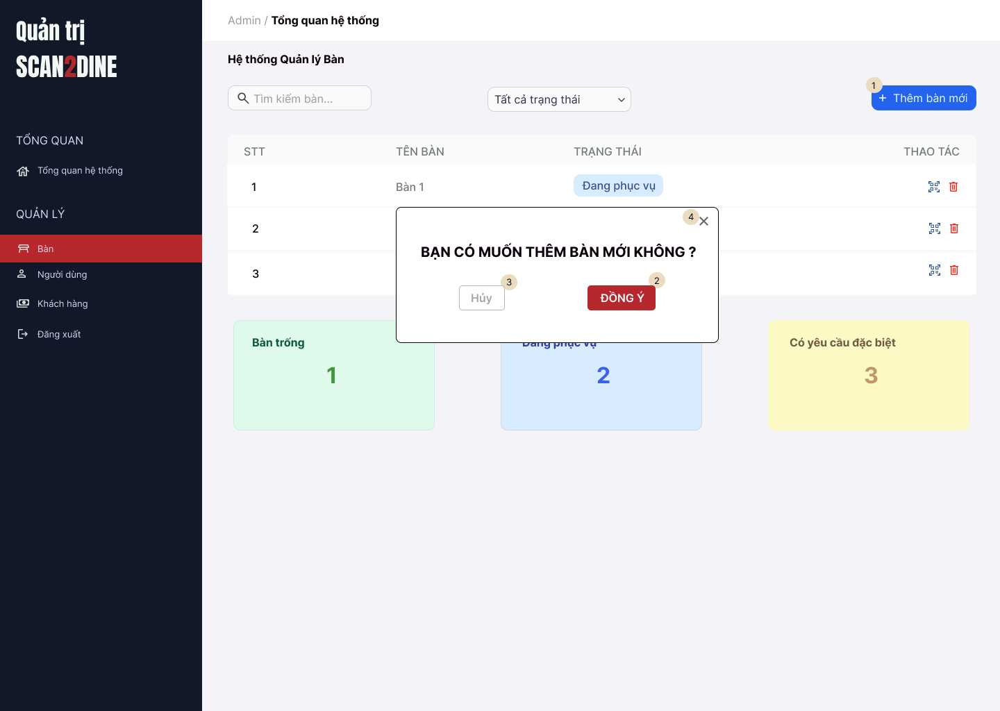 Quản trị
SCAN2DINE
TỔNG QUAN
Tổng quan hệ thống
QUẢN LÝ
Bàn
Người dùng
Khách hàng
Đăng xuất
Admin / Tổng quan hệ thống
Hệ thống Quản lý Bàn
Tìm kiếm bàn...
Tất cả trạng thái
1
+ Thêm bàn mới
STT TÊN BÀN TRẠNG THÁI THAO TÁC
1 Bàn 1 Đang phục vụ
2
3
4
BẠN CÓ MUỐN THÊM BÀN MỚI KHÔNG ?
3
2
Hủy
ĐỒNG Ý
Bàn trống
1
Đang phục vụ
2
Có yêu cầu đặc biệt
3